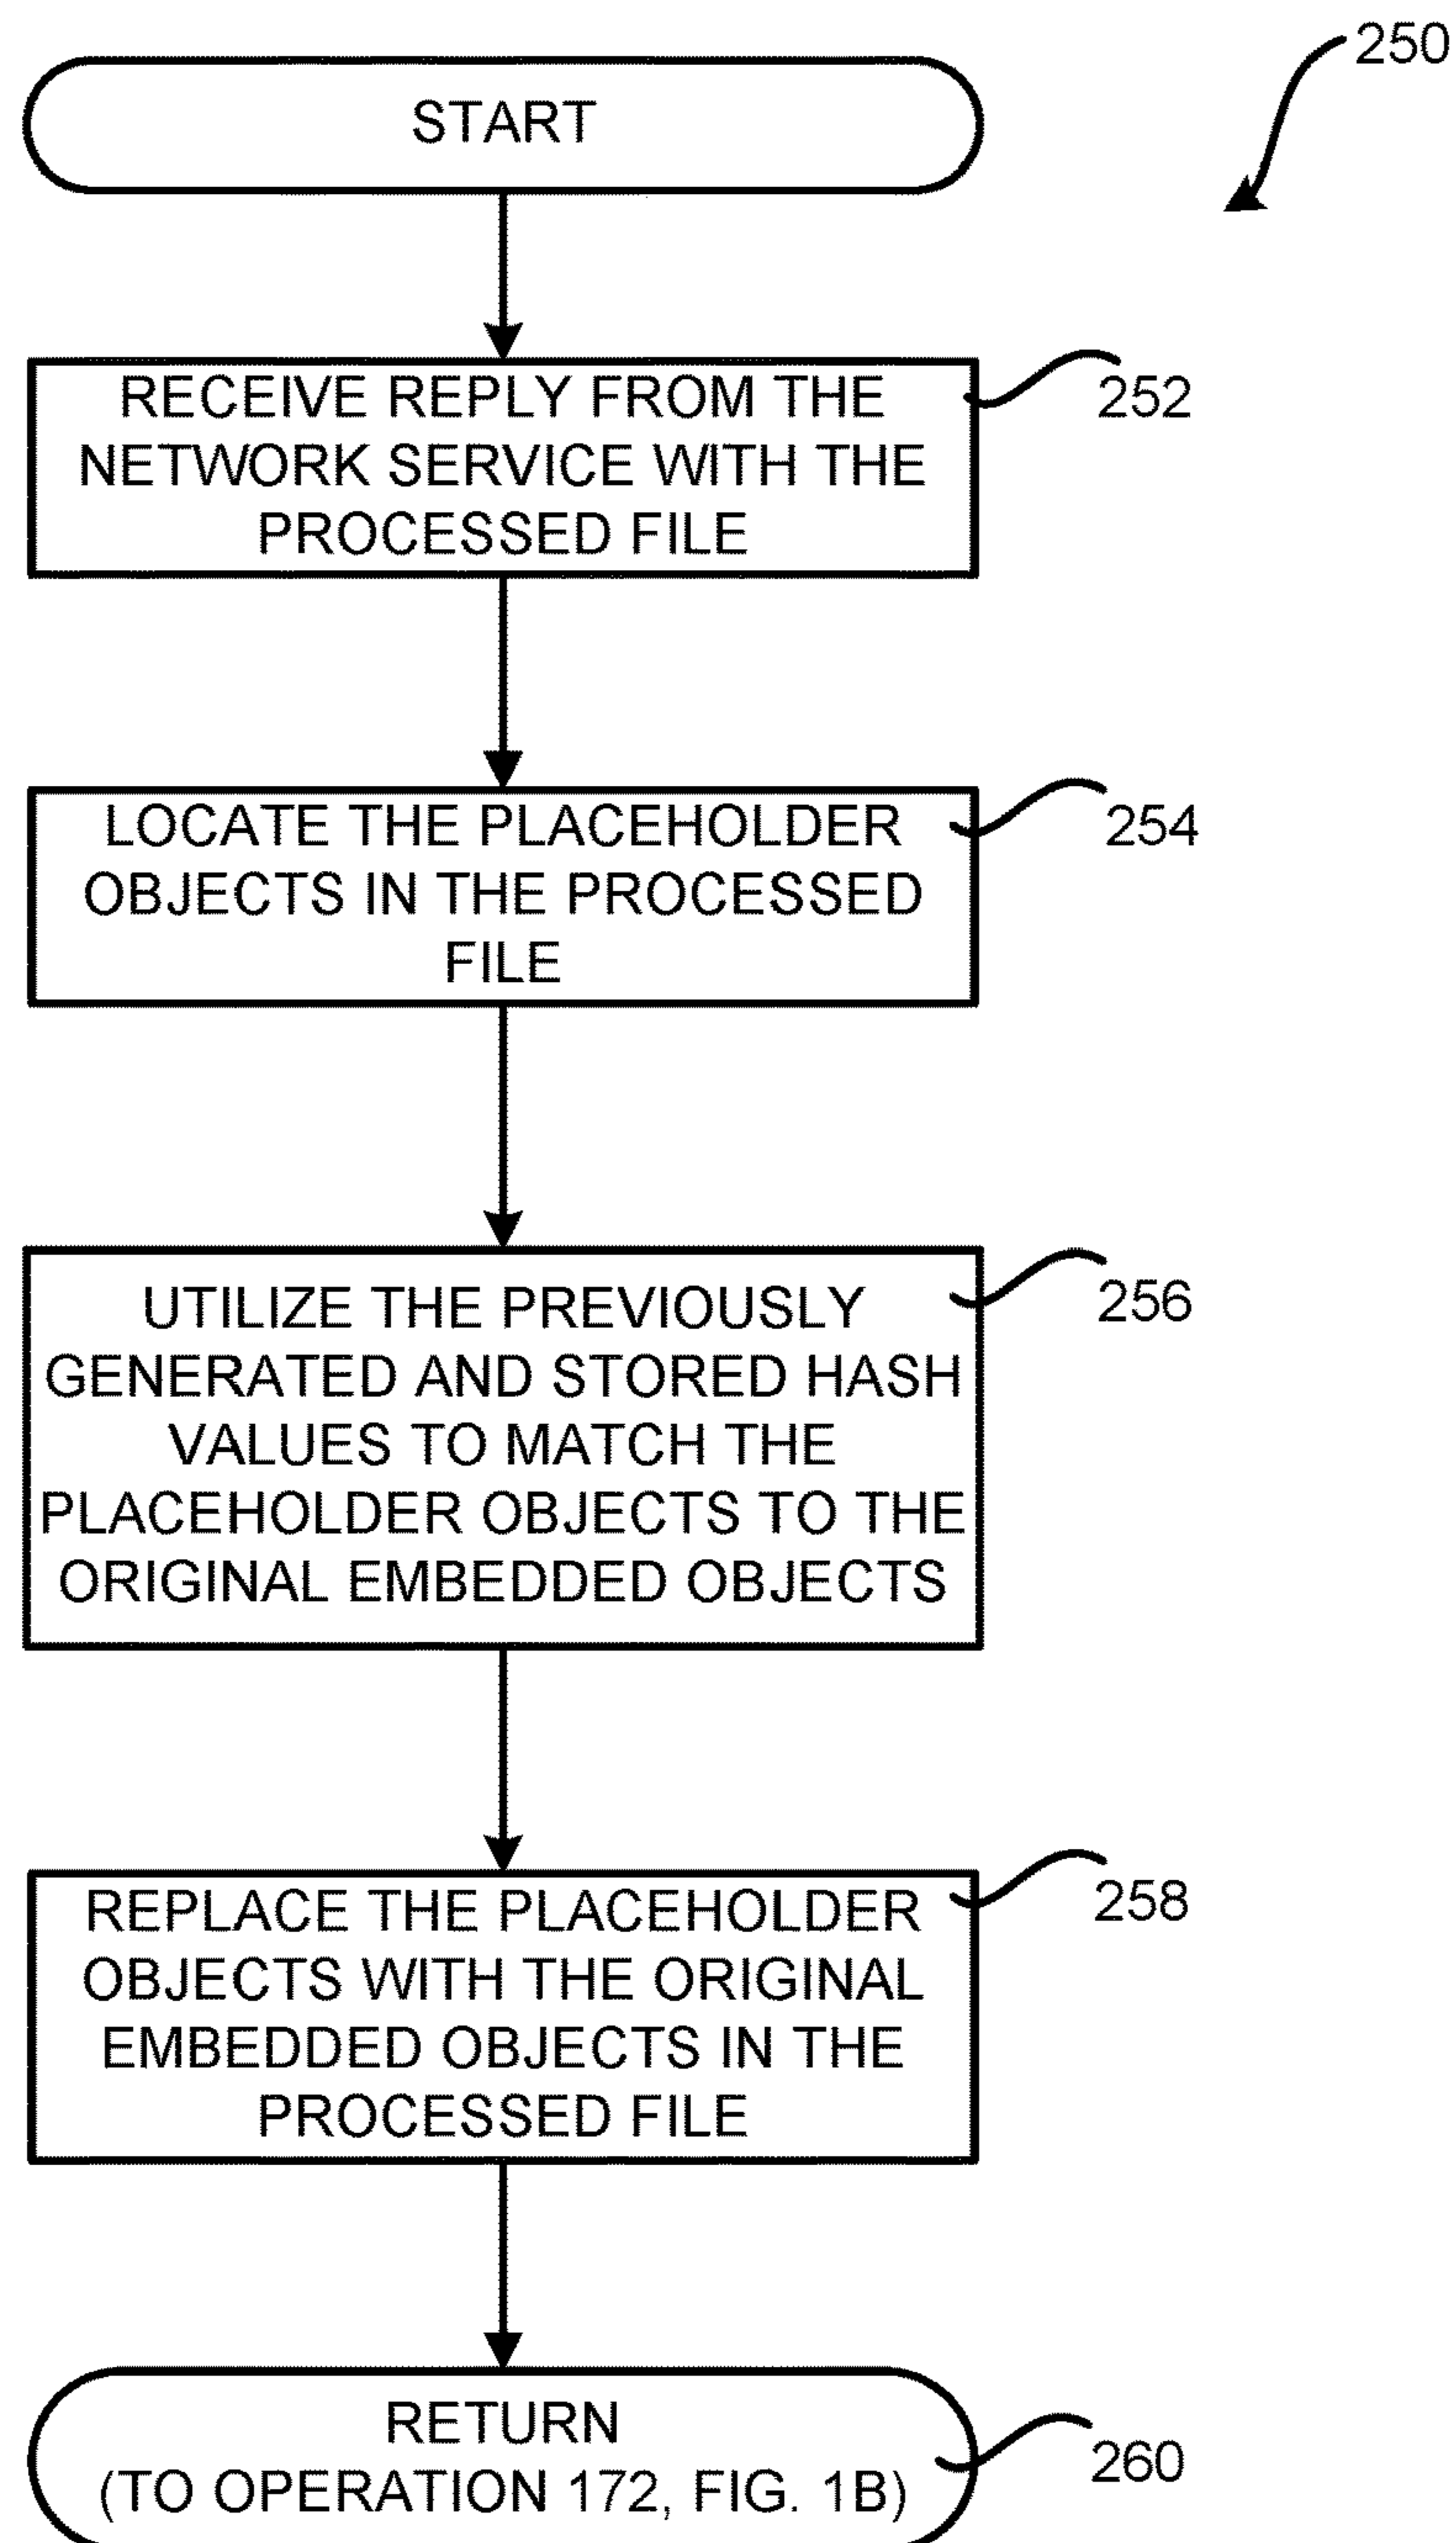 250
START
RECEIVE REPLY FROM THE
NETWORK SERVICE WITH THE
PROCESSED FILE
252
LOCATE THE PLACEHOLDER
OBJECTS IN THE PROCESSED
FILE
254
UTILIZE THE PREVIOUSLY
GENERATED AND STORED HASH
VALUES TO MATCH THE
PLACEHOLDER OBJECTS TO THE
ORIGINAL EMBEDDED OBJECTS
256
REPLACE THE PLACEHOLDER
OBJECTS WITH THE ORIGINAL
EMBEDDED OBJECTS IN THE
PROCESSED FILE
258
RETURN
(TO OPERATION 172, FIG. 1B)
260